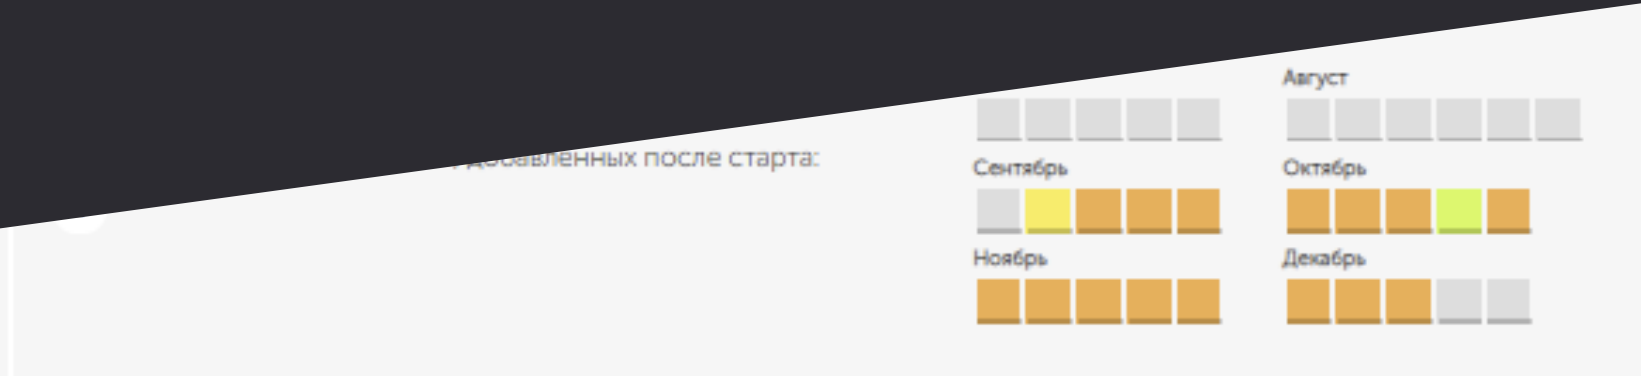 Август
добавленных после старта:
Сентябрь
Октябрь
Ноябрь
Декабрь